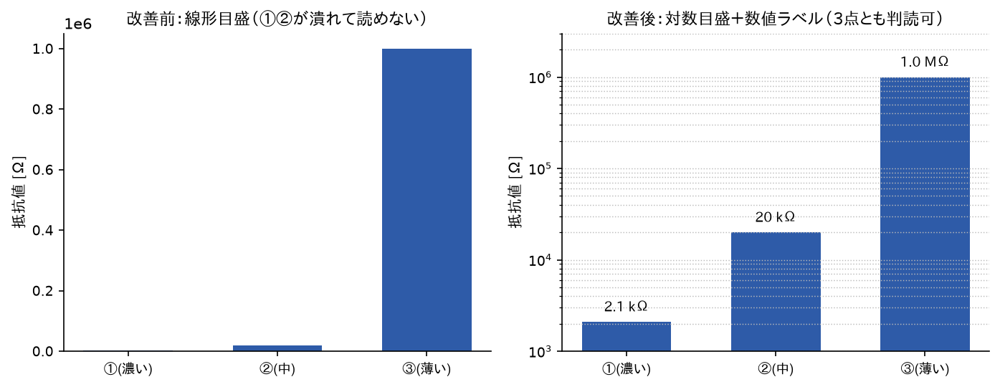 改善前：線形目盛（①②が潰れて読めない）
1e6
1.0
0.8
0.6
0.4
0.2
0.0
抵抗値 [Ω]
①(濃い)
②(中)
③(薄い)
改善後：対数目盛＋数値ラベル（3点とも判読可）
10⁶
10⁵
10⁴
10³
抵抗値 [Ω]
2.1 kΩ
20 kΩ
1.0 MΩ
①(濃い)
②(中)
③(薄い)